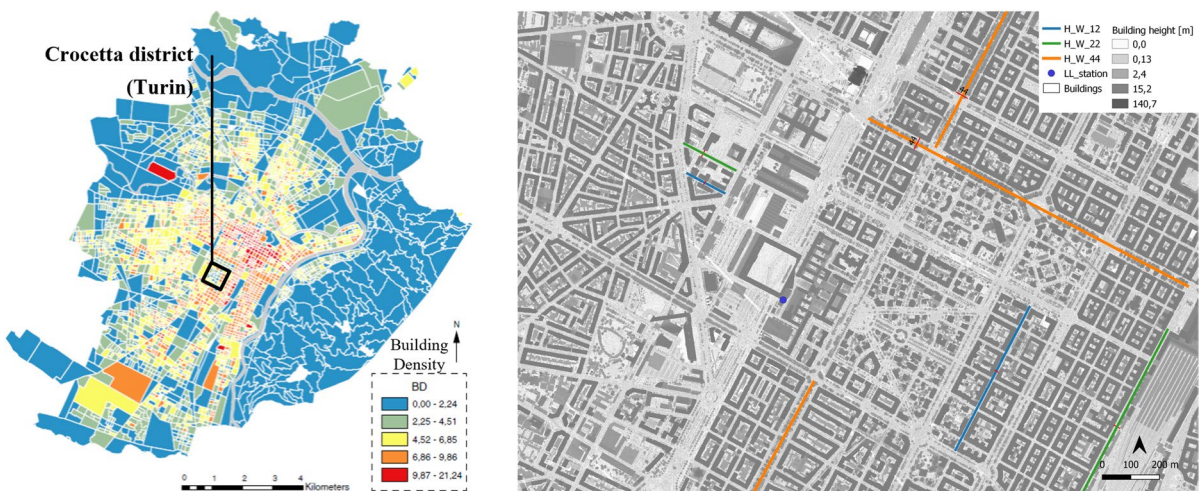 Crocetta district
(Turin)
N
Building
Density
BD
0,00 - 2,24
2,25 - 4,51
4,52 - 6,85
6,86 - 9,86
9,87 - 21,24
0 1 2 3 4
Kilometers
H_W_12
H_W_22
H_W_44
LL_station
Buildings
Building height [m]
0,0
0,13
2,4
15,2
140,7
44
44
0 100 200 m